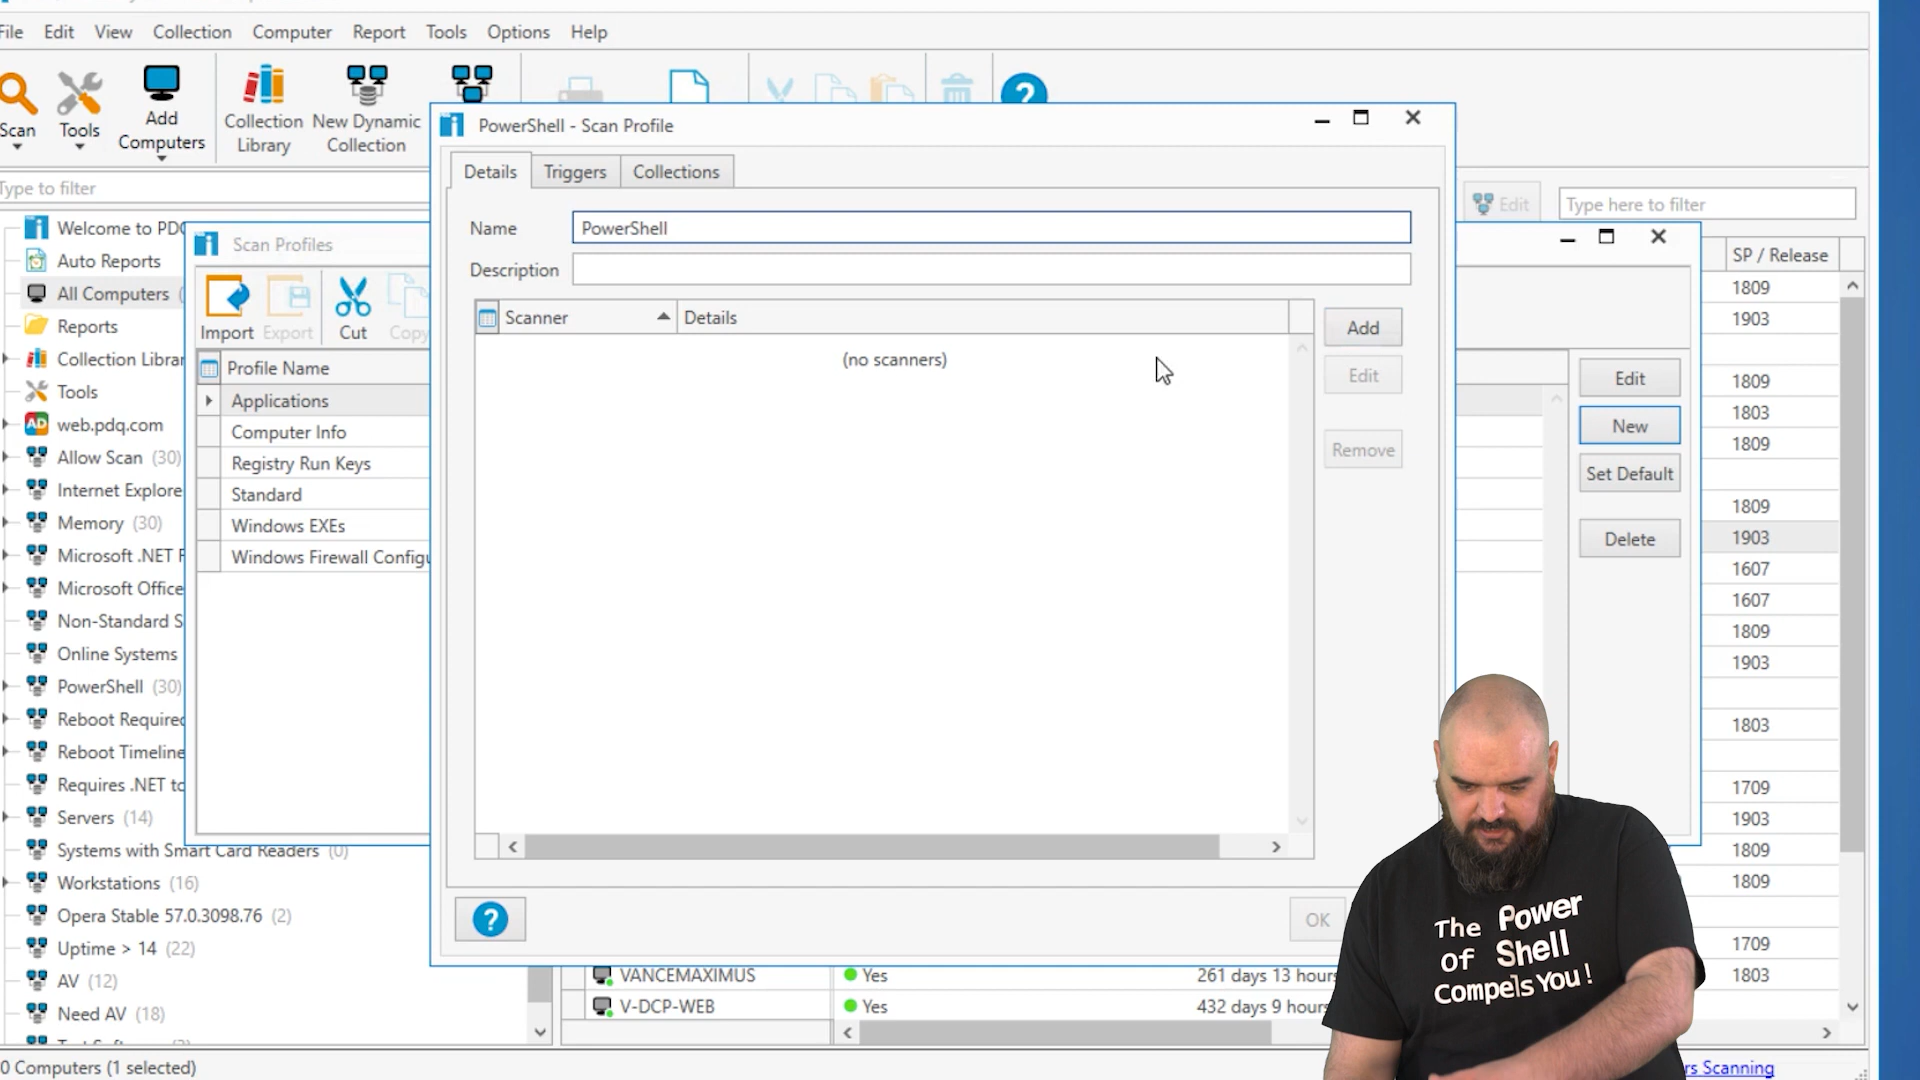 File Edit View Collection Computer Report Tools Options Help
Scan
Tools
Add Computers
Collection Library
New Dynamic Collection
Type to filter
Welcome to PDQ
Auto Reports
All Computers (
Reports
Collection Librar
Tools
AD web.pdq.com
Allow Scan (30)
Internet Explore
Memory (30)
Microsoft .NET F
Microsoft Office
Non-Standard S
Online Systems
PowerShell (30)
Reboot Required
Reboot Timeline
Requires .NET to
Servers (14)
Systems with Smart Card Readers (0)
Workstations (16)
Opera Stable 57.0.3098.76 (2)
Uptime > 14 (22)
AV (12)
Need AV (18)
0 Computers (1 selected)
Scan Profiles
Import Export Cut Copy
Profile Name
Applications
Computer Info
Registry Run Keys
Standard
Windows EXEs
Windows Firewall Configu
PowerShell - Scan Profile
Details Triggers Collections
Name PowerShell
Description
Scanner Details
(no scanners)
Add
Edit
Remove
?
OK
Edit
New
Set Default
Delete
?
Edit
Type here to filter
SP / Release
1809
1903
1809
1803
1809
1809
1903
1607
1607
1809
1903
1803
1709
1903
1809
1809
1709
1803
VANCEMAXIMUS Yes 261 days 13 hours
V-DCP-WEB Yes 432 days 9 hours
rs Scanning
The Power
of Shell
Compels You!